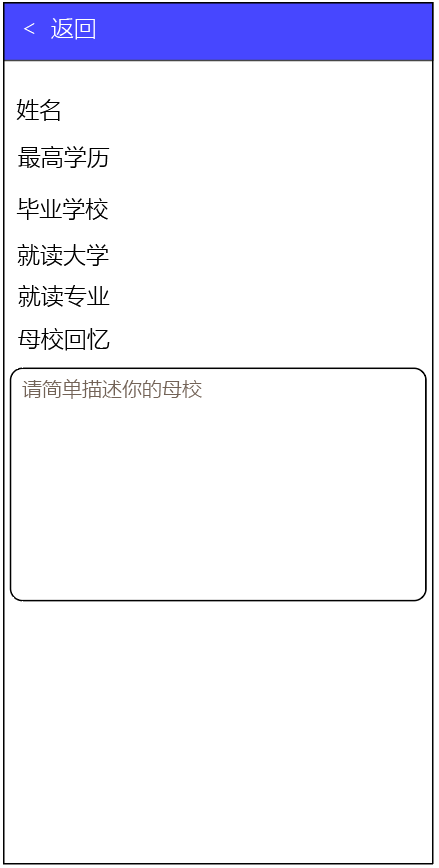 < 返回
姓名
最高学历
毕业学校
就读大学
就读专业
母校回忆
请简单描述你的母校